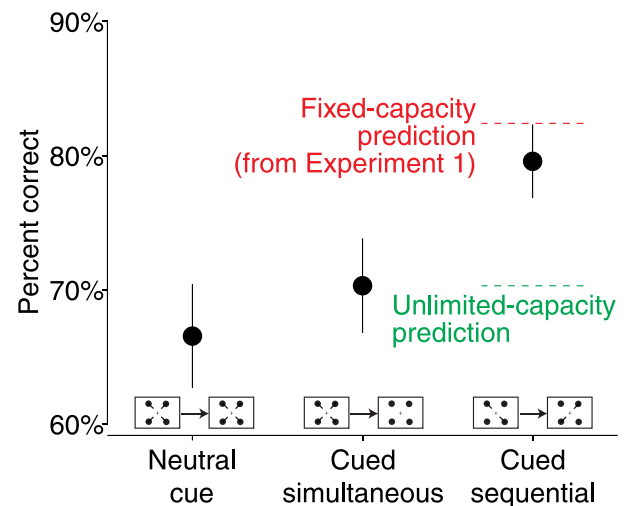 90%
80%
70%
60%
Percent correct
Fixed-capacity
prediction
(from Experiment 1)
Unlimited-capacity
prediction
Neutral
cue
Cued
simultaneous
Cued
sequential